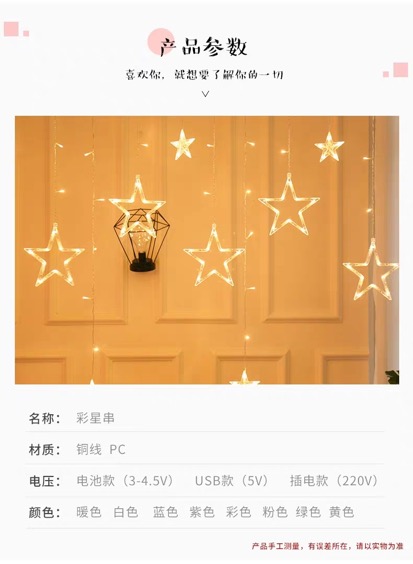 产品参数
喜欢你，就想要了解你的一切
名称： 彩星串
材质： 铜线 PC
电压： 电池款（3-4.5V） USB款（5V） 插电款（220V）
颜色： 暖色 白色 蓝色 紫色 彩色 粉色 绿色 黄色
产品手工测量，有误差所在，请以实物为准